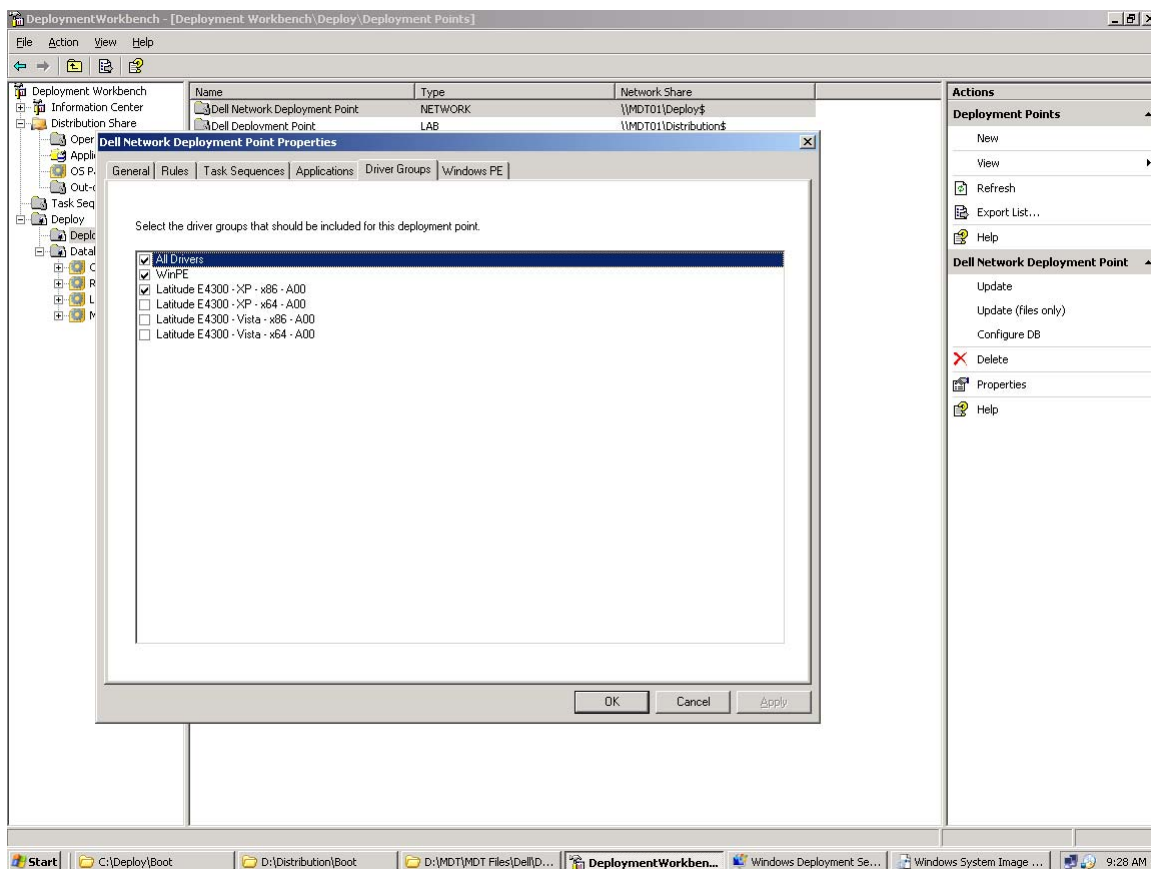 DeploymentWorkbench - [Deployment Workbench\Deploy\Deployment Points]
File Action View Help
Deployment Workbench
Information Center
Distribution Share
Oper
Appli
OS P
Out-o
Task Seq
Deploy
Deplo
Datal
C
R
L
M
Name Type Network Share
Dell Network Deployment Point NETWORK \\MDT01\Deploy$
Dell Deployment Point LAB \\MDT01\Distribution$
Dell Network Deployment Point Properties
General Rules Task Sequences Applications Driver Groups Windows PE
Select the driver groups that should be included for this deployment point.
All Drivers
WinPE
Latitude E4300 - XP - x86 - A00
Latitude E4300 - XP - x64 - A00
Latitude E4300 - Vista - x86 - A00
Latitude E4300 - Vista - x64 - A00
OK Cancel Apply
Actions
Deployment Points
New
View
Refresh
Export List...
Help
Dell Network Deployment Point
Update
Update (files only)
Configure DB
Delete
Properties
Help
Start C:\Deploy\Boot D:\Distribution\Boot D:\MDT\MDT Files\Dell\D... DeploymentWorkben... Windows Deployment Se... Windows System Image ... 9:28 AM